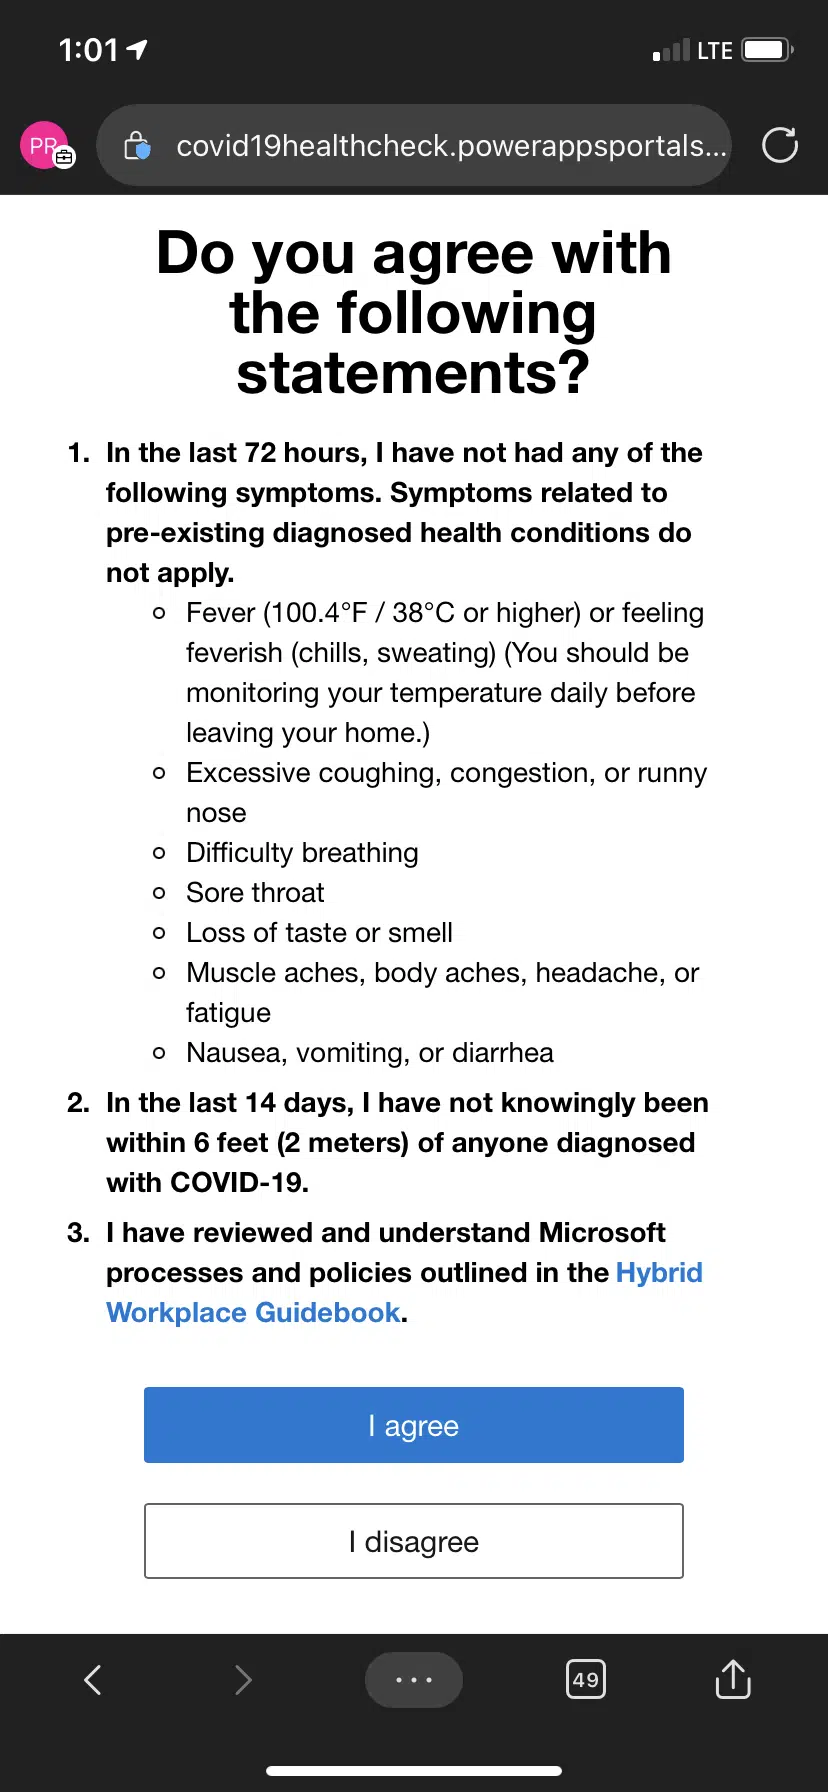 1:01 LTE
PR covid19healthcheck.powerappsportals...
Do you agree with
the following
statements?
1. In the last 72 hours, I have not had any of the
following symptoms. Symptoms related to
pre-existing diagnosed health conditions do
not apply.
Fever (100.4°F / 38°C or higher) or feeling
feverish (chills, sweating) (You should be
monitoring your temperature daily before
leaving your home.)
Excessive coughing, congestion, or runny
nose
Difficulty breathing
Sore throat
Loss of taste or smell
Muscle aches, body aches, headache, or
fatigue
Nausea, vomiting, or diarrhea
2. In the last 14 days, I have not knowingly been
within 6 feet (2 meters) of anyone diagnosed
with COVID-19.
3. I have reviewed and understand Microsoft
processes and policies outlined in the Hybrid
Workplace Guidebook.
I agree
I disagree
49